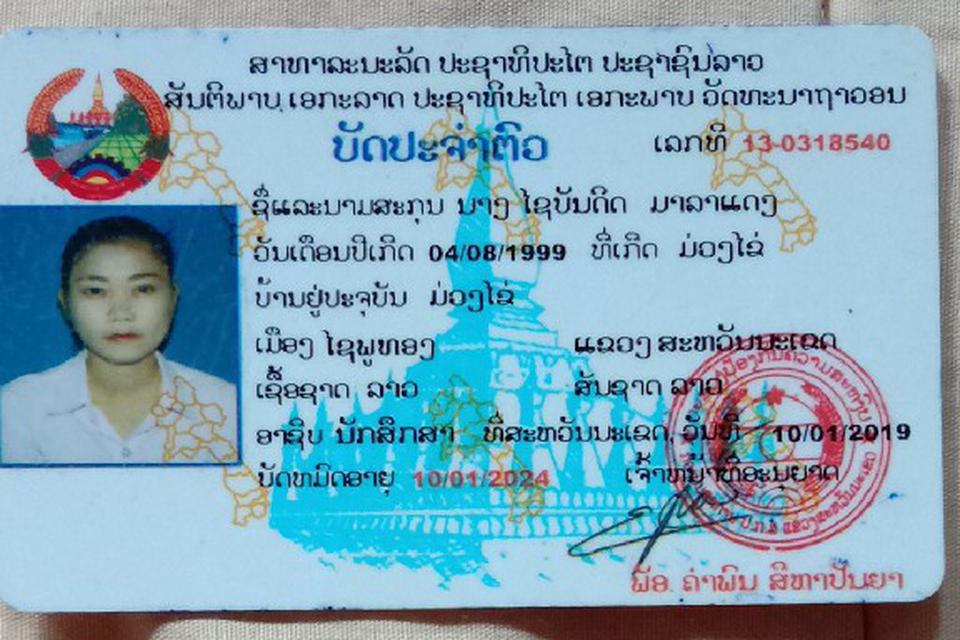 ສາທາລະນະລັດ ປະຊາທິປະໄຕ ປະຊາຊົນລາວ
ສັນຕິພາບ ເອກະລາດ ປະຊາທິປະໄຕ ເອກະພາບ ວັດທະນາຖາວອນ
ບັດປະຈຳຕົວ ເລກທີ 13-0318540
ຊື່ແລະນາມສະກຸນ ນາງ ໄຊບັນດິດ ມາລາແດງ
ວັນເດືອນປີເກີດ 04/08/1999 ທີ່ເກີດ ມ່ວງໄຂ່
ບ້ານຢູ່ປະຈຸບັນ ມ່ວງໄຂ່
ເມືອງ ໄຊພູທອງ ແຂວງ ສະຫວັນນະເຂດ
ເຊື້ອຊາດ ລາວ ສັນຊາດ ລາວ
ອາຊີບ ນັກສຶກສາ ທີ່ສະຫວັນນະເຂດ, ວັນທີ 10/01/2019
ບັດຫມົດອາຍຸ 10/01/2024 ເຈົ້າຫນ້າທີ່ອະນຸຍາດ
ພັອ. ຄຳພົນ ສີຫາປັນຍາ